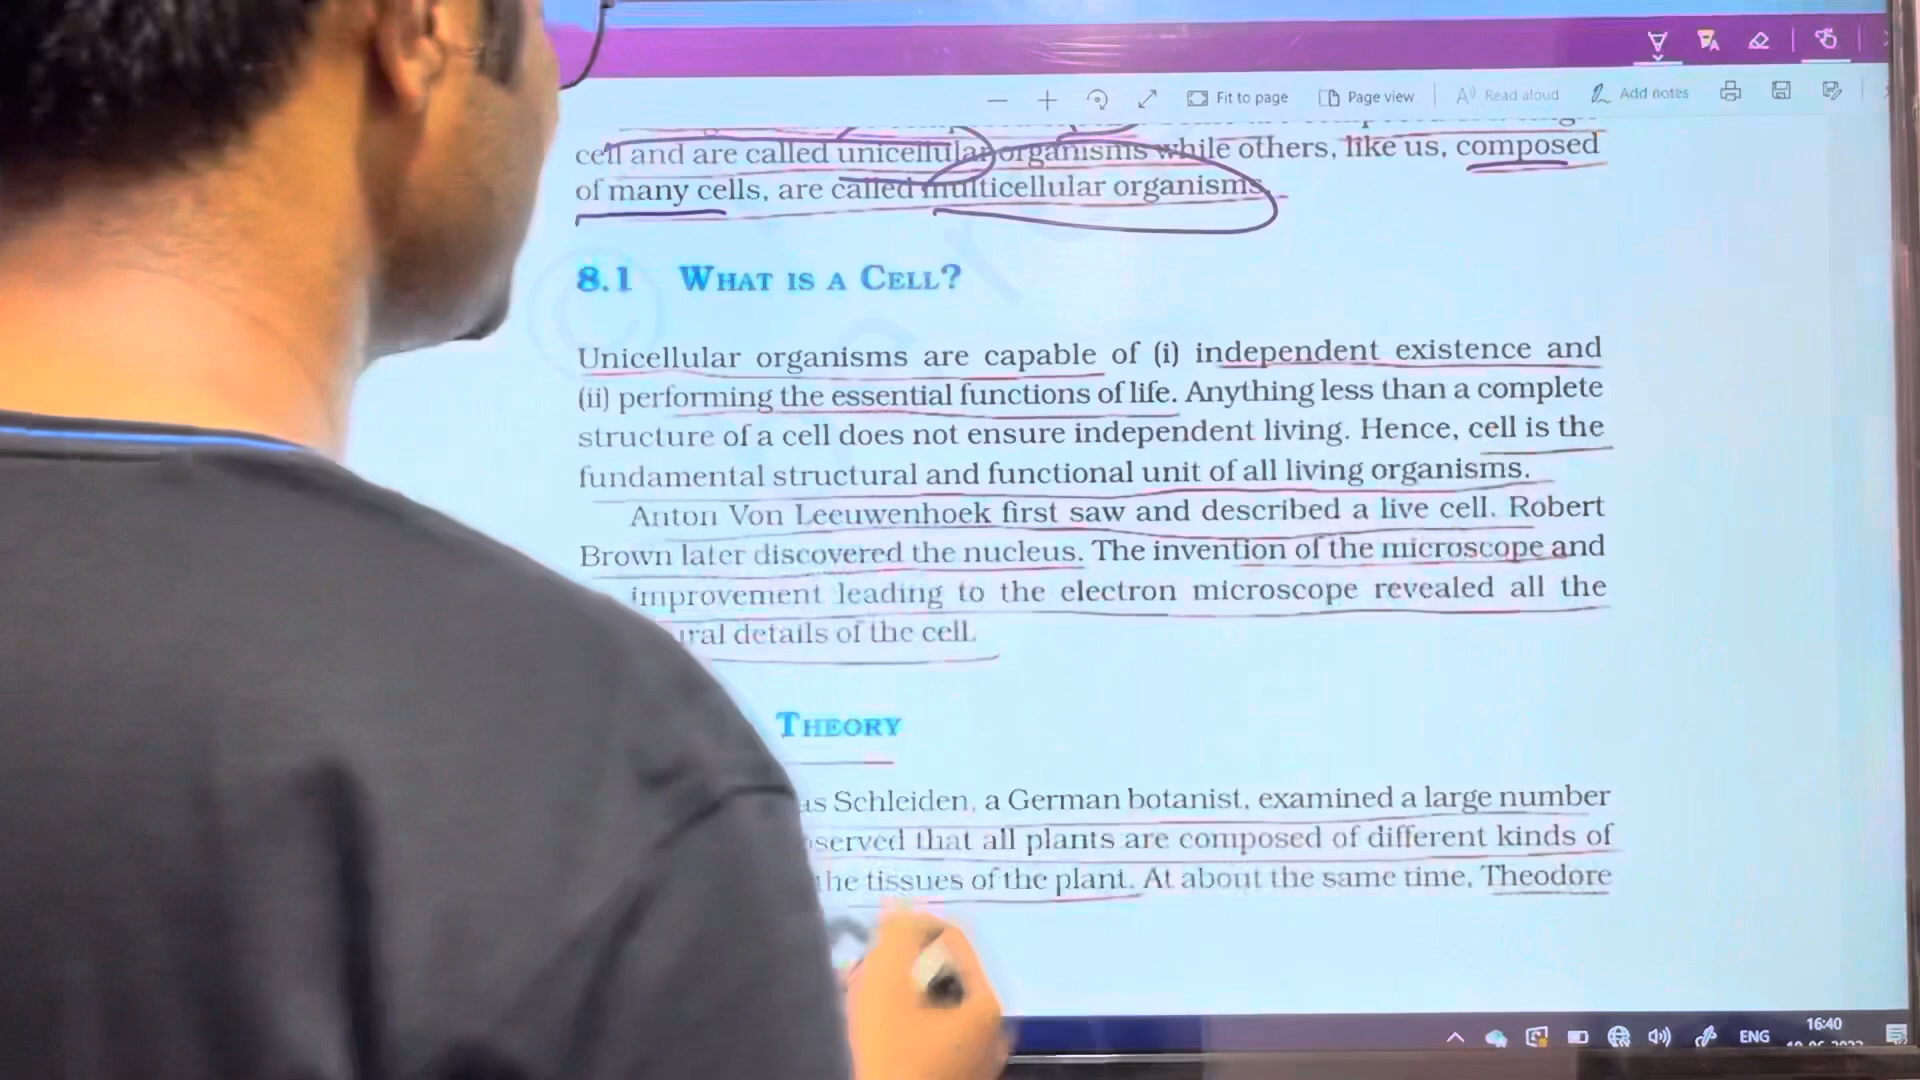 Fit to page
Page view
Read aloud
Add notes
cell and are called unicellular organisms while others, like us, composed
of many cells, are called multicellular organisms.
8.1 WHAT IS A CELL?
Unicellular organisms are capable of (i) independent existence and
(ii) performing the essential functions of life. Anything less than a complete
structure of a cell does not ensure independent living. Hence, cell is the
fundamental structural and functional unit of all living organisms.
Anton Von Leeuwenhoek first saw and described a live cell. Robert
Brown later discovered the nucleus. The invention of the microscope and
improvement leading to the electron microscope revealed all the
details of the cell.
THEORY
Schleiden, a German botanist, examined a large number
that all plants are composed of different kinds of
the tissues of the plant. At about the same time, Theodore
ENG
16:40